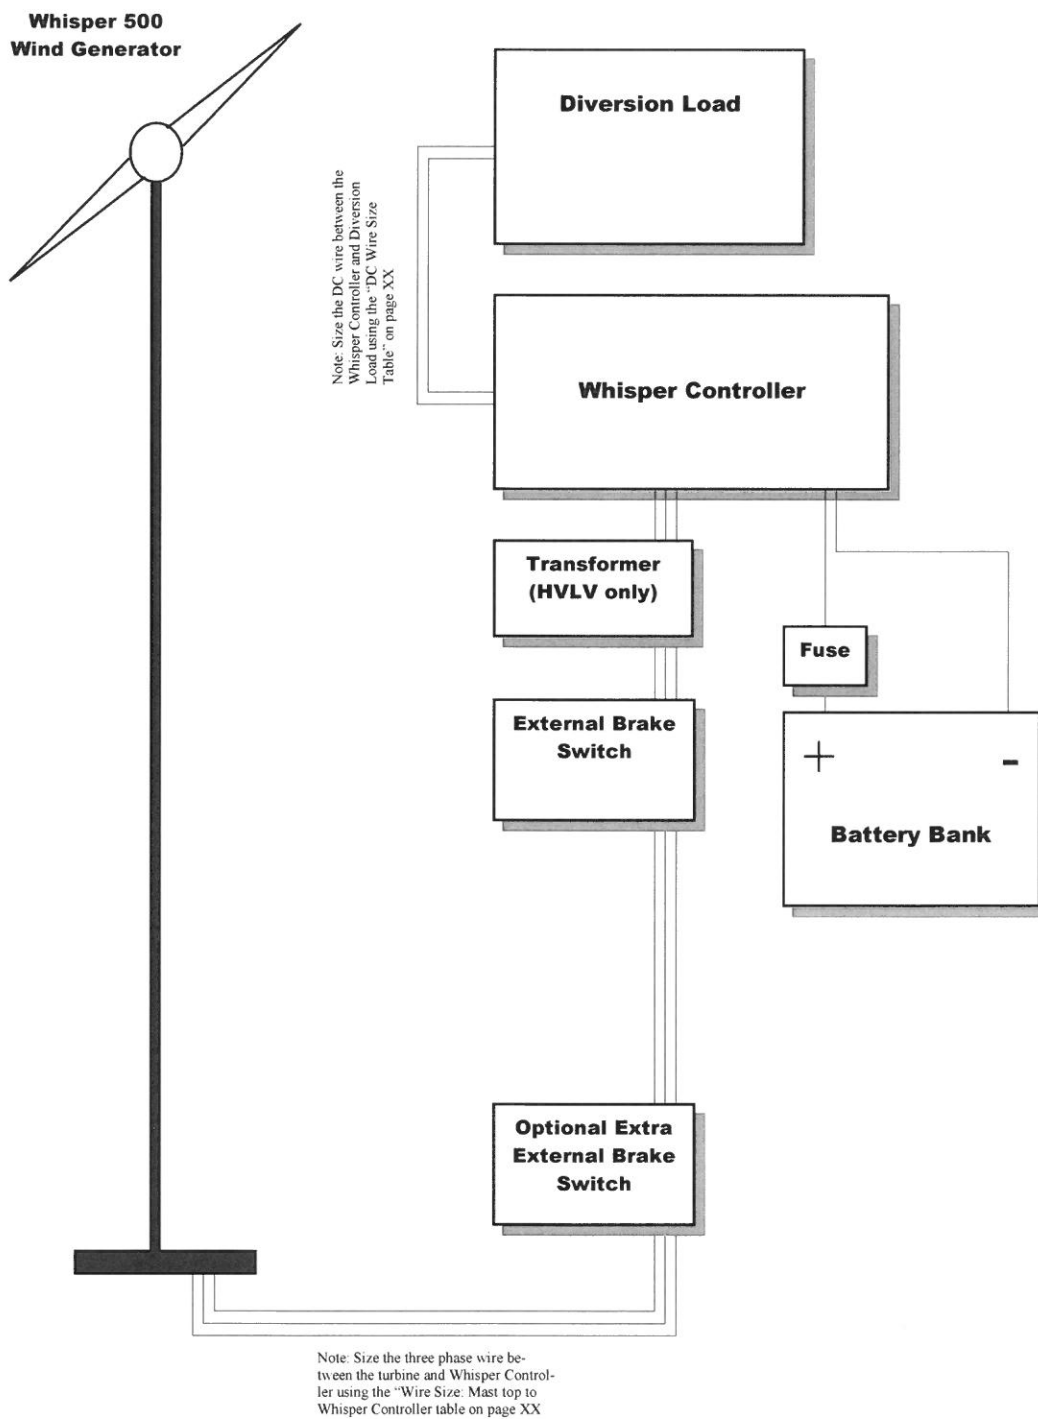 Whisper 500
Wind Generator
Diversion Load
Note: Size the DC wire between the
Whisper Controller and Diversion
Load using the "DC Wire Size
Table" on page XX
Whisper Controller
Transformer
(HVLV only)
Fuse
External Brake
Switch
+ -
Battery Bank
Optional Extra
External Brake
Switch
Note: Size the three phase wire be-
tween the turbine and Whisper Control-
ler using the "Wire Size: Mast top to
Whisper Controller table on page XX